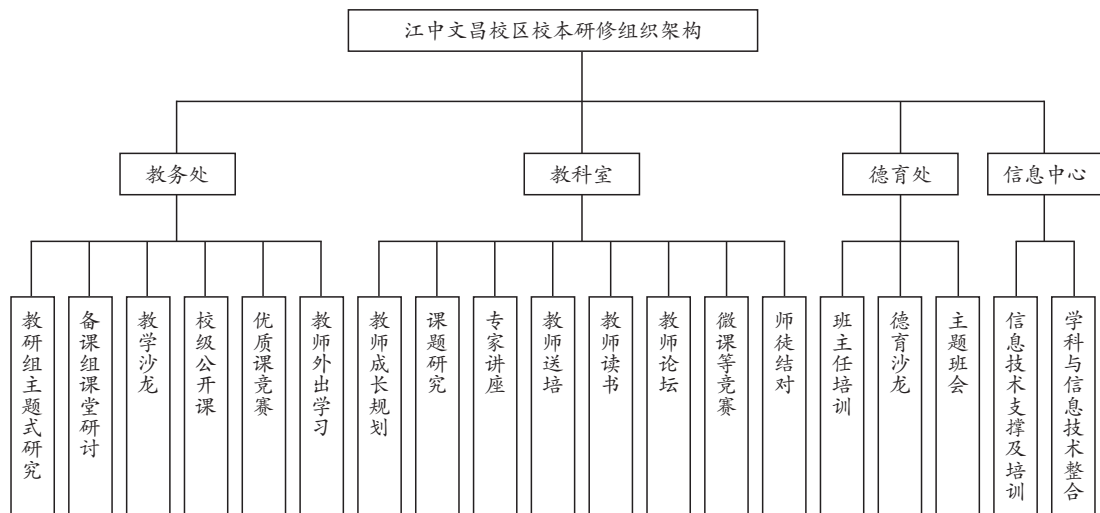 江中文昌校区校本研修组织架构
教务处
教科室
德育处
信息中心
教研组主题式研究
备课组课堂研讨
教学沙龙
校级公开课
优质课竞赛
教师外出学习
教师成长规划
课题研究
专家讲座
教师送培
教师读书
教师论坛
微课等竞赛
师徒结对
班主任培训
德育沙龙
主题班会
信息技术支撑及培训
学科与信息技术整合